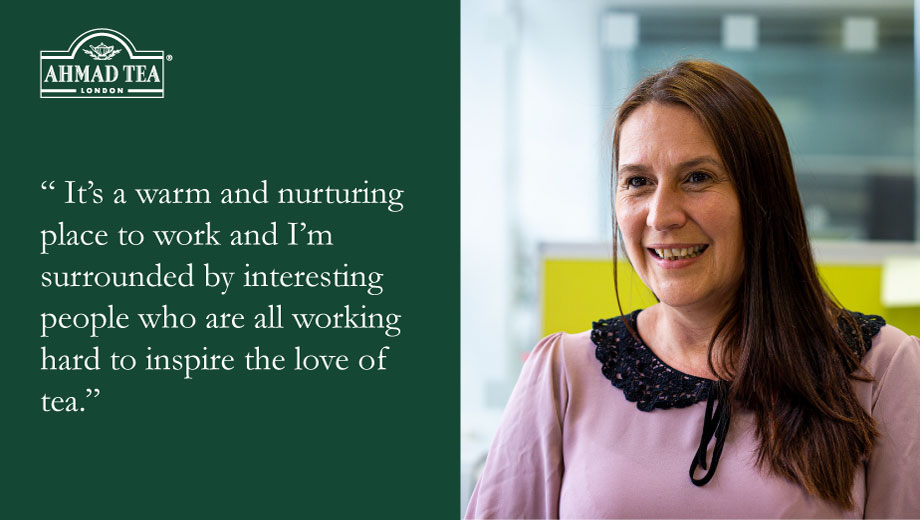 AHMAD TEA®
LONDON
“ It’s a warm and nurturing
place to work and I’m
surrounded by interesting
people who are all working
hard to inspire the love of
tea.”